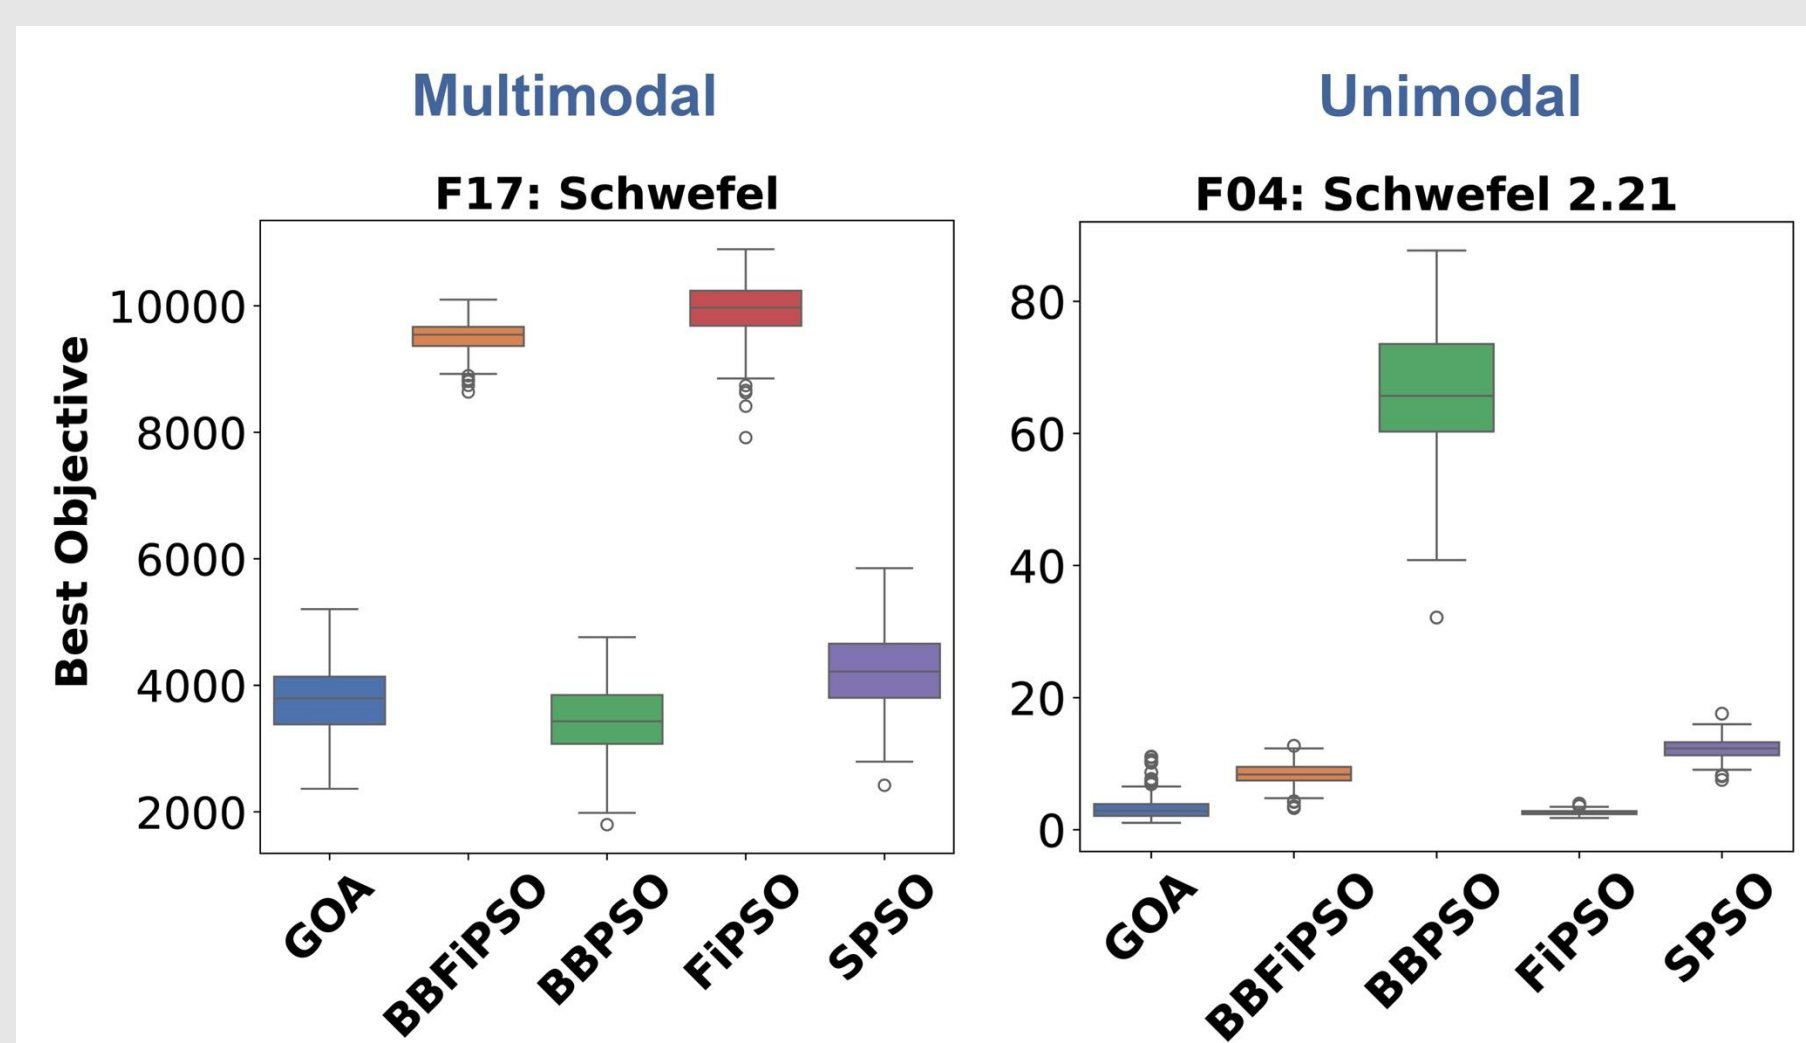 Multimodal
Unimodal
F17: Schwefel
F04: Schwefel 2.21
Best Objective
10000
8000
6000
4000
2000
80
60
40
20
0
GOA
BBFiPSO
BBPSO
FiPSO
SPSO
GOA
BBFiPSO
BBPSO
FiPSO
SPSO